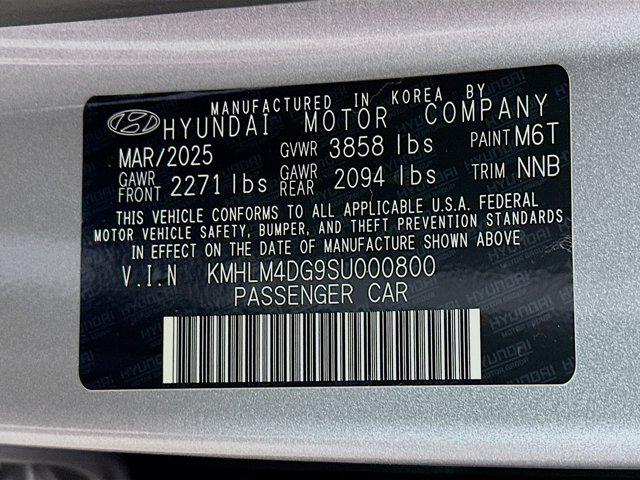 MANUFACTURED IN KOREA BY
HYUNDAI MOTOR COMPANY
MAR/2025 GVWR 3858 lbs PAINT M6T
GAWR FRONT 2271 lbs GAWR REAR 2094 lbs TRIM NNB
THIS VEHICLE CONFORMS TO ALL APPLICABLE U.S.A. FEDERAL
MOTOR VEHICLE SAFETY, BUMPER, AND THEFT PREVENTION STANDARDS
IN EFFECT ON THE DATE OF MANUFACTURE SHOWN ABOVE
V.I.N KMHLM4DG9SU000800
PASSENGER CAR